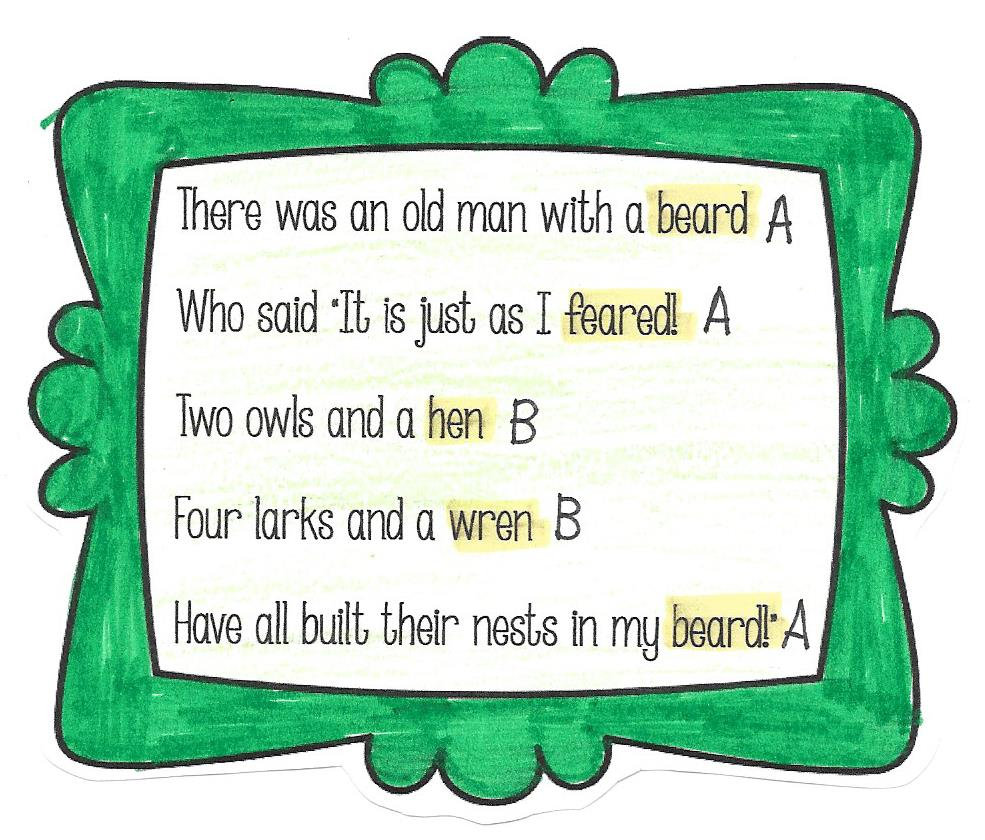 There was an old man with a beard A
Who said "It is just as I feared! A
Two owls and a hen B
Four larks and a wren B
Have all built their nests in my beard!" A